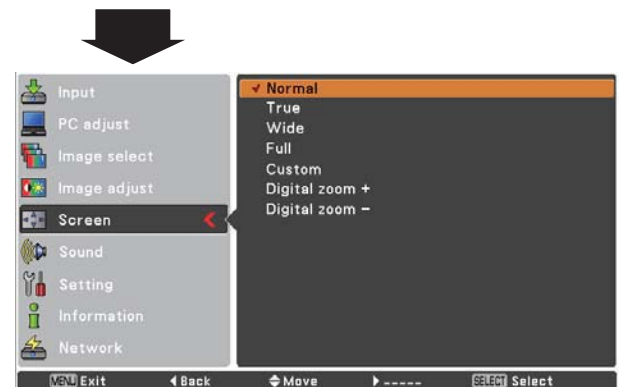 Input
PC adjust
Image select
Image adjust
Screen
Sound
Setting
Information
Network
Normal
True
Wide
Full
Custom
Digital zoom +
Digital zoom –
MENU Exit ◀ Back Move ▶ ----- SELECT Select